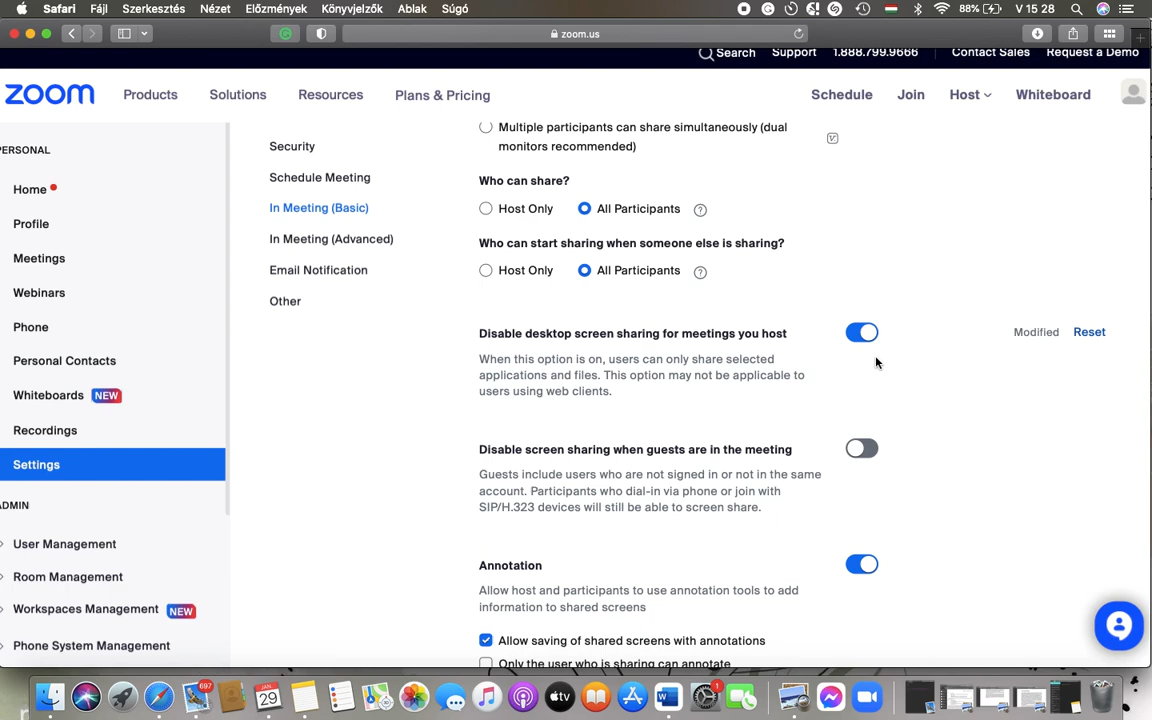 Safari Fájl Szerkesztés Nézet Előzmények Könyvjelzők Ablak Súgó 88% V 15 28
zoom.us
Search Support 1.888.799.9666 Contact Sales Request a Demo
zoom Products Solutions Resources Plans & Pricing Schedule Join Host Whiteboard
PERSONAL
Home
Profile
Meetings
Webinars
Phone
Personal Contacts
Whiteboards NEW
Recordings
Settings
ADMIN
User Management
Room Management
Workspaces Management NEW
Phone System Management
Security
Schedule Meeting
In Meeting (Basic)
In Meeting (Advanced)
Email Notification
Other
Multiple participants can share simultaneously (dual
monitors recommended)
Who can share?
Host Only All Participants ?
Who can start sharing when someone else is sharing?
Host Only All Participants ?
Disable desktop screen sharing for meetings you host Modified Reset
When this option is on, users can only share selected
applications and files. This option may not be applicable to
users using web clients.
Disable screen sharing when guests are in the meeting
Guests include users who are not signed in or not in the same
account. Participants who dial-in via phone or join with
SIP/H.323 devices will still be able to screen share.
Annotation
Allow host and participants to use annotation tools to add
information to shared screens
Allow saving of shared screens with annotations
Only the user who is sharing can annotate
697
JAN
29
tv
W
1